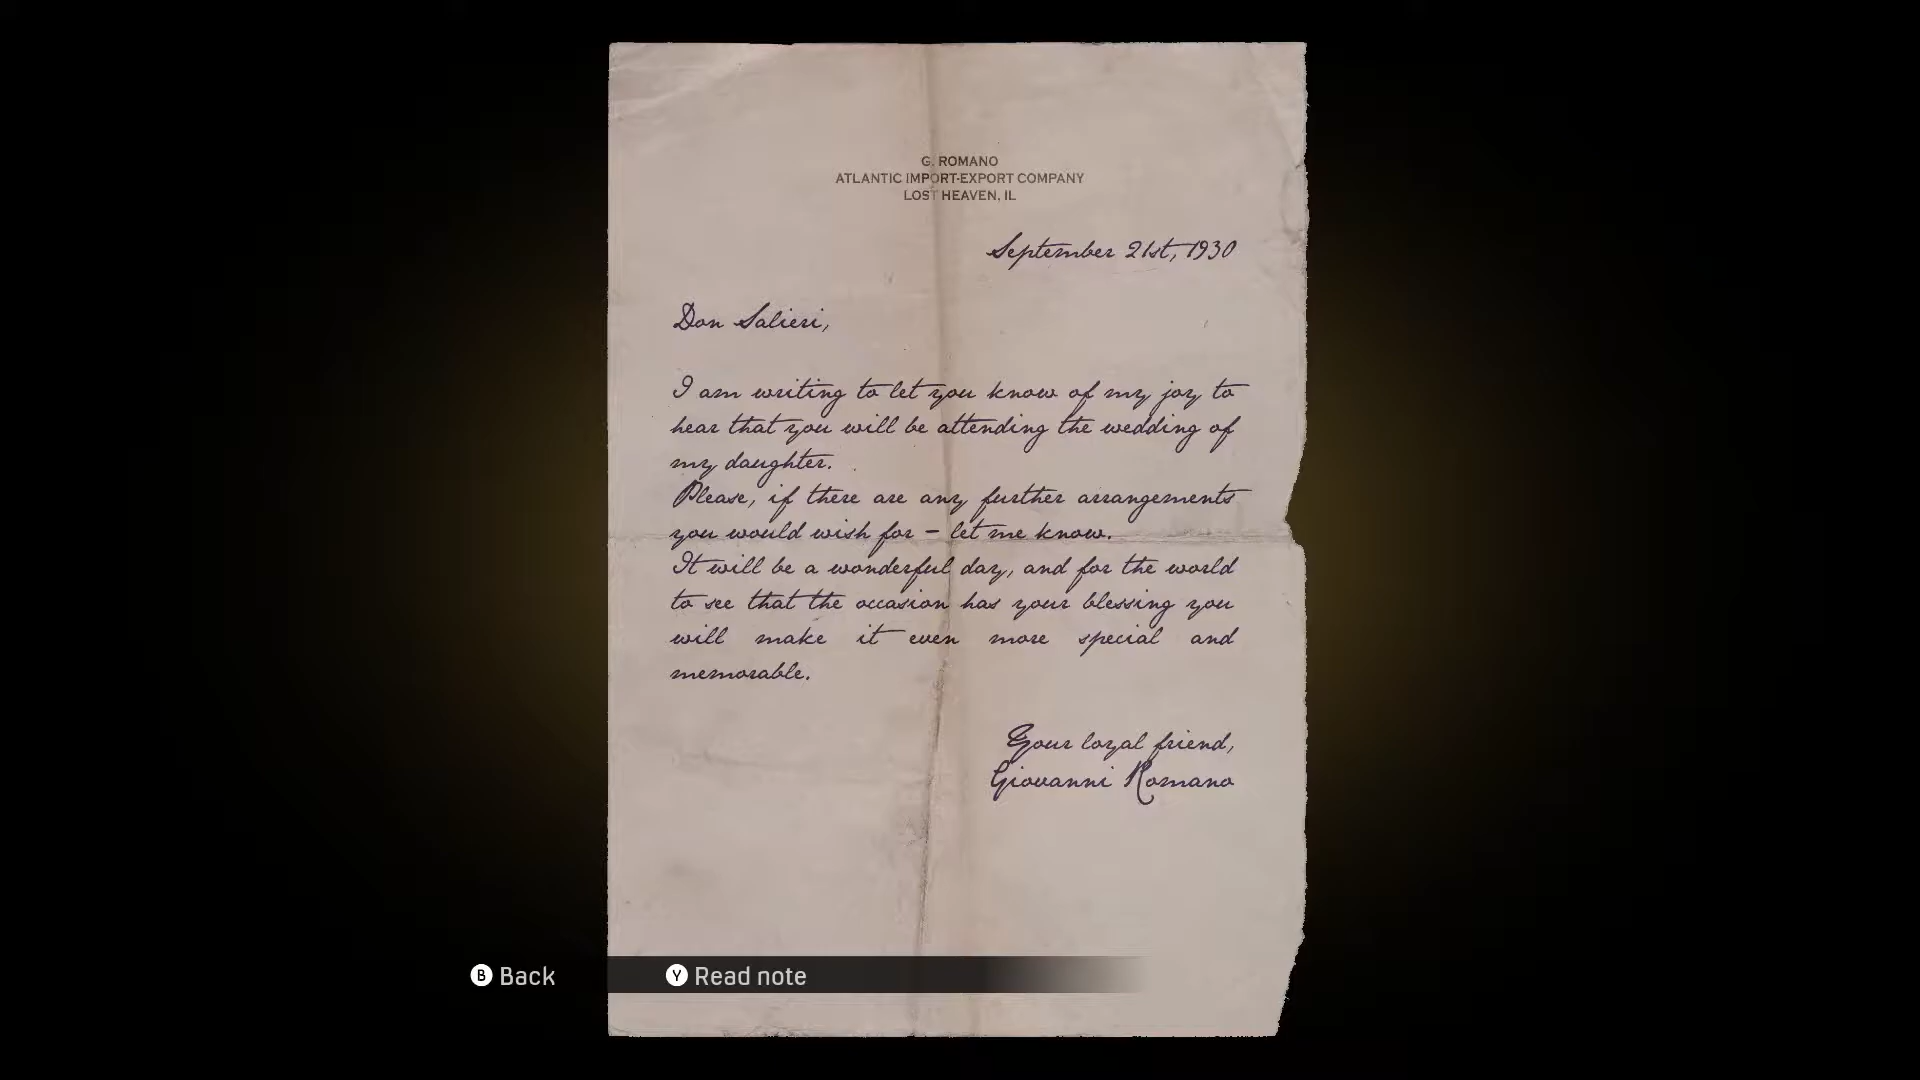 G. ROMANO
ATLANTIC IMPORT-EXPORT COMPANY
LOST HEAVEN, IL
September 21st, 1930
Don Salieri,
I am writing to let you know of my joy to
hear that you will be attending the wedding of
my daughter.
Please, if there are any further arrangements
you would wish for - let me know.
It will be a wonderful day, and for the world
to see that the occasion has your blessing you
will make it even more special and
memorable.
Your loyal friend,
Giovanni Romano
B Back
Y Read note